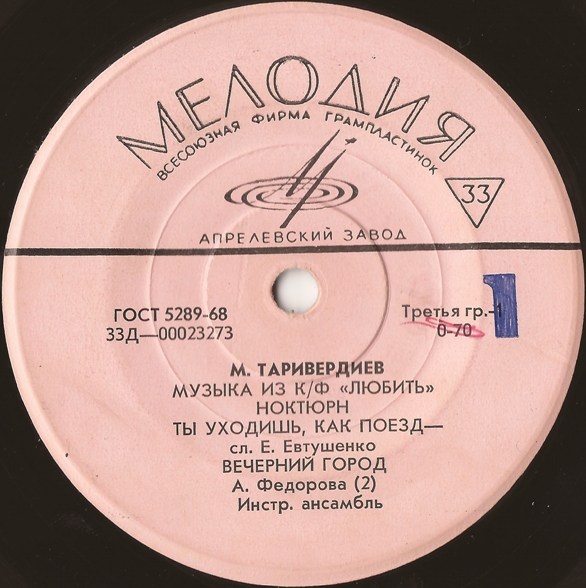 МЕЛОДИЯ
ВСЕСОЮЗНАЯ ФИРМА ГРАМПЛАСТИНОК
33
АПРЕЛЕВСКИЙ ЗАВОД
ГОСТ 5289-68
33Д—00023273
Третья гр.-1
0-70
1
М. ТАРИВЕРДИЕВ
МУЗЫКА ИЗ К/Ф «ЛЮБИТЬ»
НОКТЮРН
ТЫ УХОДИШЬ, КАК ПОЕЗД—
сл. Е. Евтушенко
ВЕЧЕРНИЙ ГОРОД
А. Федорова (2)
Инстр. ансамбль